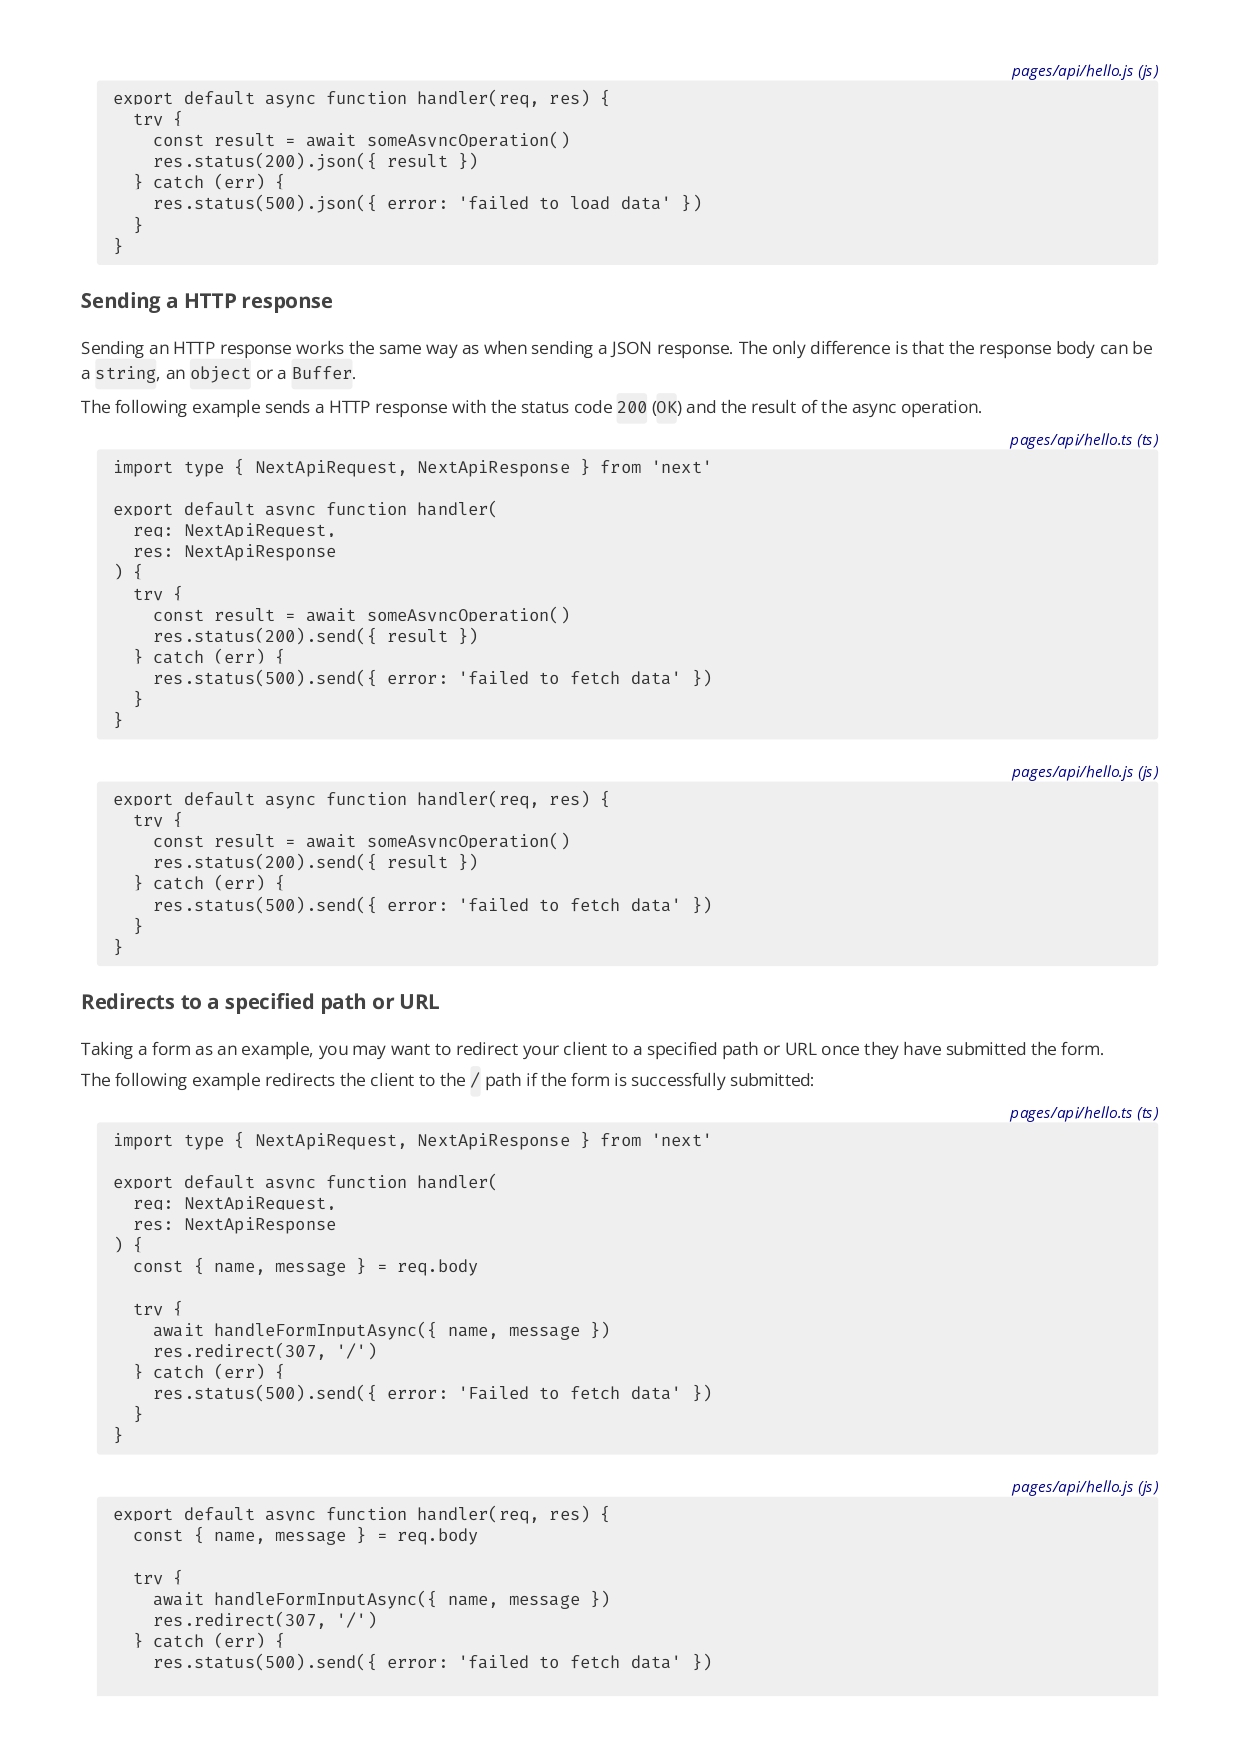 pages/api/hello.js (js)
export default async function handler(req, res) {
  try {
    const result = await someAsyncOperation()
    res.status(200).json({ result })
  } catch (err) {
    res.status(500).json({ error: 'failed to load data' })
  }
}
Sending a HTTP response
Sending an HTTP response works the same way as when sending a JSON response. The only difference is that the response body can be
a string, an object or a Buffer.
The following example sends a HTTP response with the status code 200 (OK) and the result of the async operation.
pages/api/hello.ts (ts)
import type { NextApiRequest, NextApiResponse } from 'next'

export default async function handler(
  req: NextApiRequest,
  res: NextApiResponse
) {
  try {
    const result = await someAsyncOperation()
    res.status(200).send({ result })
  } catch (err) {
    res.status(500).send({ error: 'failed to fetch data' })
  }
}
pages/api/hello.js (js)
export default async function handler(req, res) {
  try {
    const result = await someAsyncOperation()
    res.status(200).send({ result })
  } catch (err) {
    res.status(500).send({ error: 'failed to fetch data' })
  }
}
Redirects to a specified path or URL
Taking a form as an example, you may want to redirect your client to a specified path or URL once they have submitted the form.
The following example redirects the client to the / path if the form is successfully submitted:
pages/api/hello.ts (ts)
import type { NextApiRequest, NextApiResponse } from 'next'

export default async function handler(
  req: NextApiRequest,
  res: NextApiResponse
) {
  const { name, message } = req.body

  try {
    await handleFormInputAsync({ name, message })
    res.redirect(307, '/')
  } catch (err) {
    res.status(500).send({ error: 'Failed to fetch data' })
  }
}
pages/api/hello.js (js)
export default async function handler(req, res) {
  const { name, message } = req.body

  try {
    await handleFormInputAsync({ name, message })
    res.redirect(307, '/')
  } catch (err) {
    res.status(500).send({ error: 'failed to fetch data' })